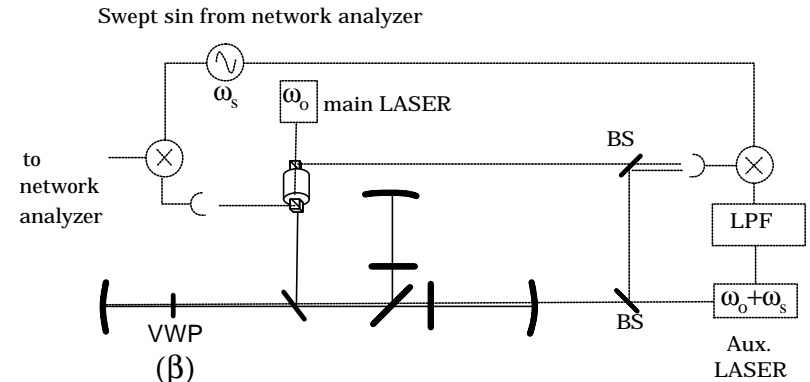 Swept sin from network analyzer
ωs
ωo main LASER
BS
to
network
analyzer
LPF
ωo+ωs
BS
VWP
(β)
Aux.
LASER